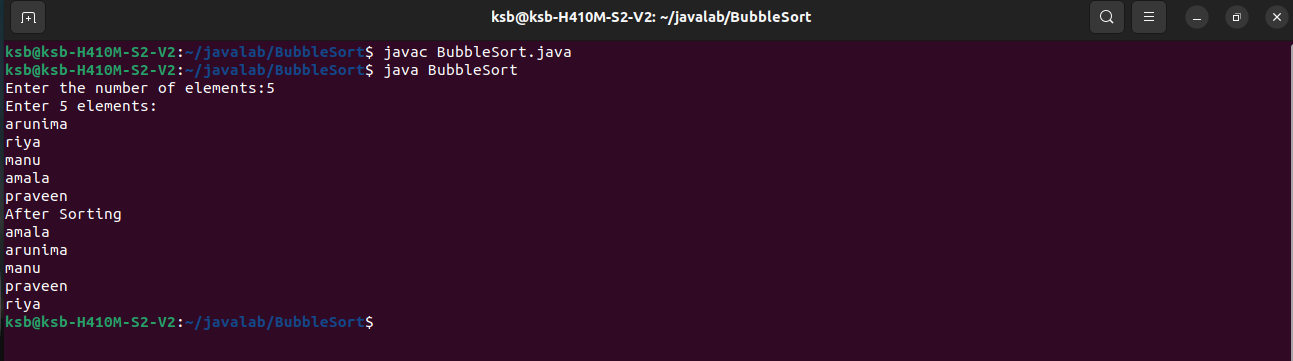 ksb@ksb-H410M-S2-V2: ~/javalab/BubbleSort
ksb@ksb-H410M-S2-V2:~/javalab/BubbleSort$ javac BubbleSort.java
ksb@ksb-H410M-S2-V2:~/javalab/BubbleSort$ java BubbleSort
Enter the number of elements:5
Enter 5 elements:
arunima
riya
manu
amala
praveen
After Sorting
amala
arunima
manu
praveen
riya
ksb@ksb-H410M-S2-V2:~/javalab/BubbleSort$